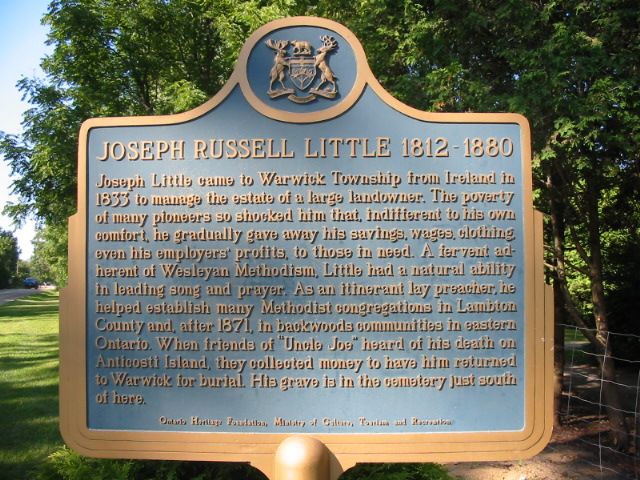 JOSEPH RUSSELL LITTLE 1812-1880
Joseph Little came to Warwick Township from Ireland in
1833 to manage the estate of a large landowner. The poverty
of many pioneers so shocked him that, indifferent to his own
comfort, he gradually gave away his savings, wages, clothing,
even his employers' profits, to those in need. A fervent ad-
herent of Wesleyan Methodism, Little had a natural ability
in leading song and prayer. As an itinerant lay preacher, he
helped establish many Methodist congregations in Lambton
County and, after 1871, in backwoods communities in eastern
Ontario. When friends of "Uncle Joe" heard of his death on
Anticosti Island, they collected money to have him returned
to Warwick for burial. His grave is in the cemetery just south
of here.
Ontario Heritage Foundation, Ministry of Culture, Tourism and Recreation